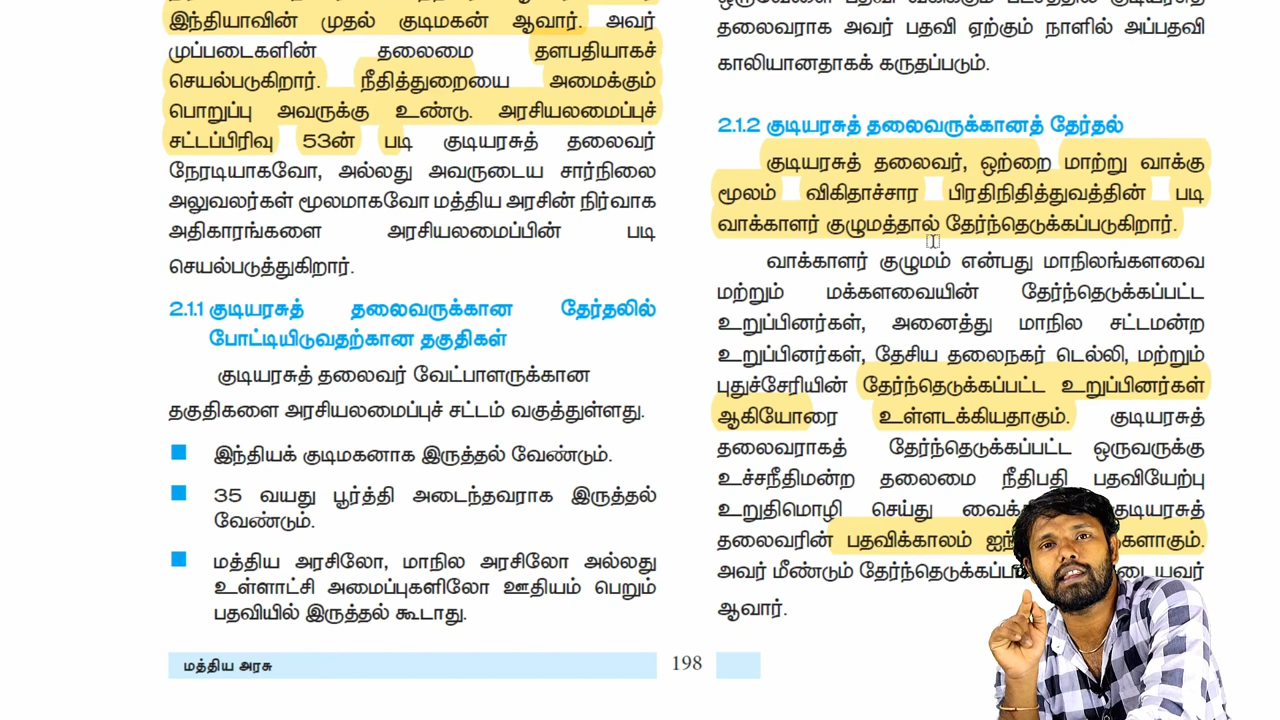 இந்தியாவின் முதல் குடிமகன் ஆவார். அவர்
முப்படைகளின் தலைமை தளபதியாகச்
செயல்படுகிறார். நீதித்துறையை அமைக்கும்
பொறுப்பு அவருக்கு உண்டு. அரசியலமைப்புச்
சட்டப்பிரிவு 53ன் படி குடியரசுத் தலைவர்
நேரடியாகவோ, அல்லது அவருடைய சார்நிலை
அலுவலர்கள் மூலமாகவோ மத்திய அரசின் நிர்வாக
அதிகாரங்களை அரசியலமைப்பின் படி
செயல்படுத்துகிறார்.
2.1.1 குடியரசுத் தலைவருக்கான தேர்தலில்
போட்டியிடுவதற்கான தகுதிகள்
குடியரசுத் தலைவர் வேட்பாளருக்கான
தகுதிகளை அரசியலமைப்புச் சட்டம் வகுத்துள்ளது.
இந்தியக் குடிமகனாக இருத்தல் வேண்டும்.
35 வயது பூர்த்தி அடைந்தவராக இருத்தல்
வேண்டும்.
மத்திய அரசிலோ, மாநில அரசிலோ அல்லது
உள்ளாட்சி அமைப்புகளிலோ ஊதியம் பெறும்
பதவியில் இருத்தல் கூடாது.
தலைவராக அவர் பதவி ஏற்கும் நாளில் அப்பதவி
காலியானதாகக் கருதப்படும்.
2.1.2 குடியரசுத் தலைவருக்கானத் தேர்தல்
குடியரசுத் தலைவர், ஒற்றை மாற்று வாக்கு
மூலம் விகிதாச்சார பிரதிநிதித்துவத்தின் படி
வாக்காளர் குழுமத்தால் தேர்ந்தெடுக்கப்படுகிறார்.
வாக்காளர் குழுமம் என்பது மாநிலங்களவை
மற்றும் மக்களவையின் தேர்ந்தெடுக்கப்பட்ட
உறுப்பினர்கள், அனைத்து மாநில சட்டமன்ற
உறுப்பினர்கள், தேசிய தலைநகர் டெல்லி, மற்றும்
புதுச்சேரியின் தேர்ந்தெடுக்கப்பட்ட உறுப்பினர்கள்
ஆகியோரை உள்ளடக்கியதாகும். குடியரசுத்
தலைவராகத் தேர்ந்தெடுக்கப்பட்ட ஒருவருக்கு
உச்சநீதிமன்ற தலைமை நீதிபதி பதவியேற்பு
உறுதிமொழி செய்து குடியரசுத்
தலைவரின் பதவிக்காலம்
அவர் மீண்டும்
ஆவார்.
மத்திய அரசு
198